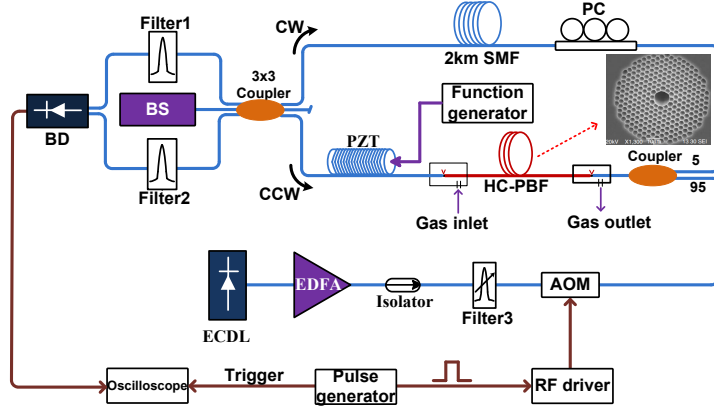 Filter1
CW
PC
3x3
Coupler
2km SMF
BS
Function
generator
BD
PZT
Coupler
5
CCW
HC-PBF
95
Filter2
Gas inlet
Gas outlet
EDFA
AOM
Isolator
ECDL
Filter3
Oscilloscope
Trigger
Pulse
generator
RF driver